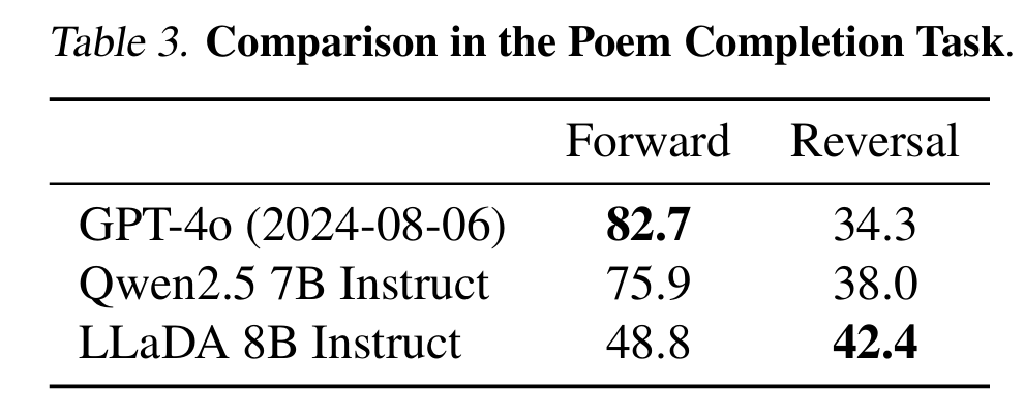 Table 3. Comparison in the Poem Completion Task.
Forward Reversal
GPT-4o (2024-08-06) 82.7 34.3
Qwen2.5 7B Instruct 75.9 38.0
LLaDA 8B Instruct 48.8 42.4